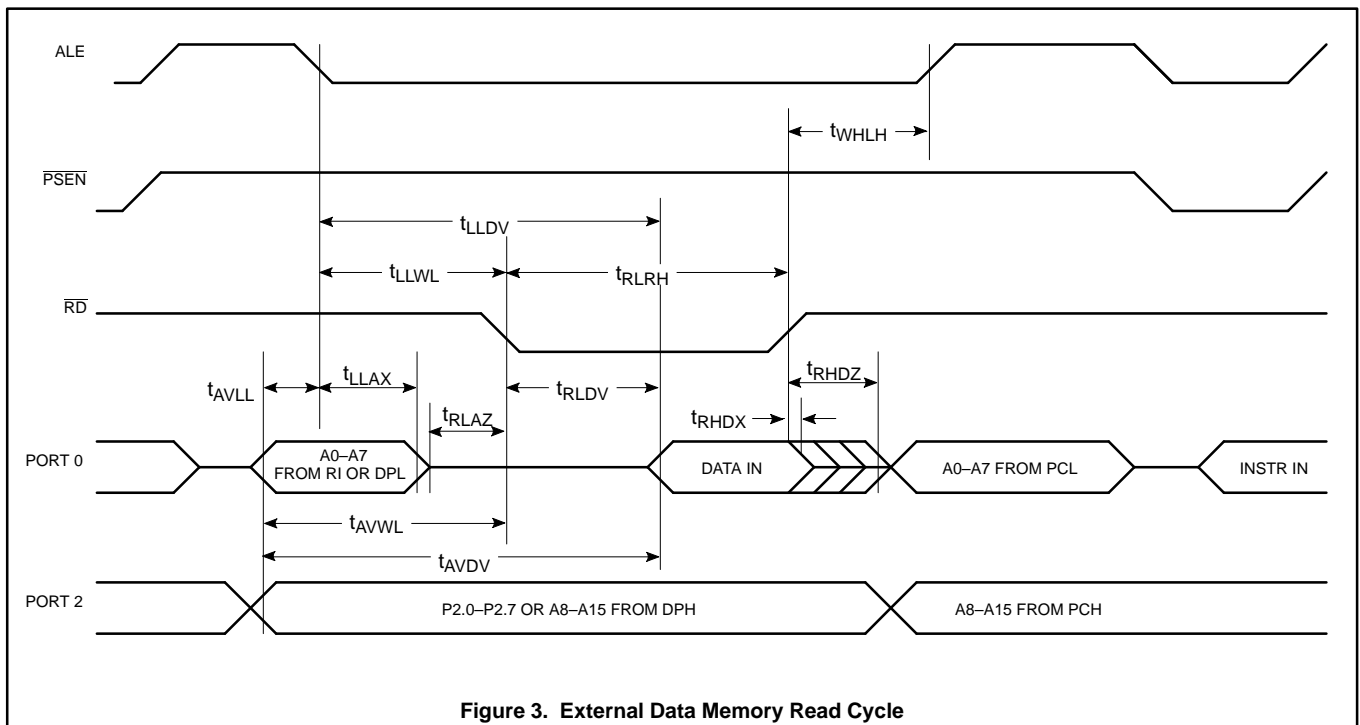 ALE
tWHLH
PSEN
tLLDV
tLLWL
tRLRH
RD
tAVLL
tLLAX
tRLDV
tRHDZ
tRLAZ
tRHDX
PORT 0
A0–A7
FROM RI OR DPL
DATA IN
A0–A7 FROM PCL
INSTR IN
tAVWL
tAVDV
PORT 2
P2.0–P2.7 OR A8–A15 FROM DPH
A8–A15 FROM PCH
Figure 3. External Data Memory Read Cycle